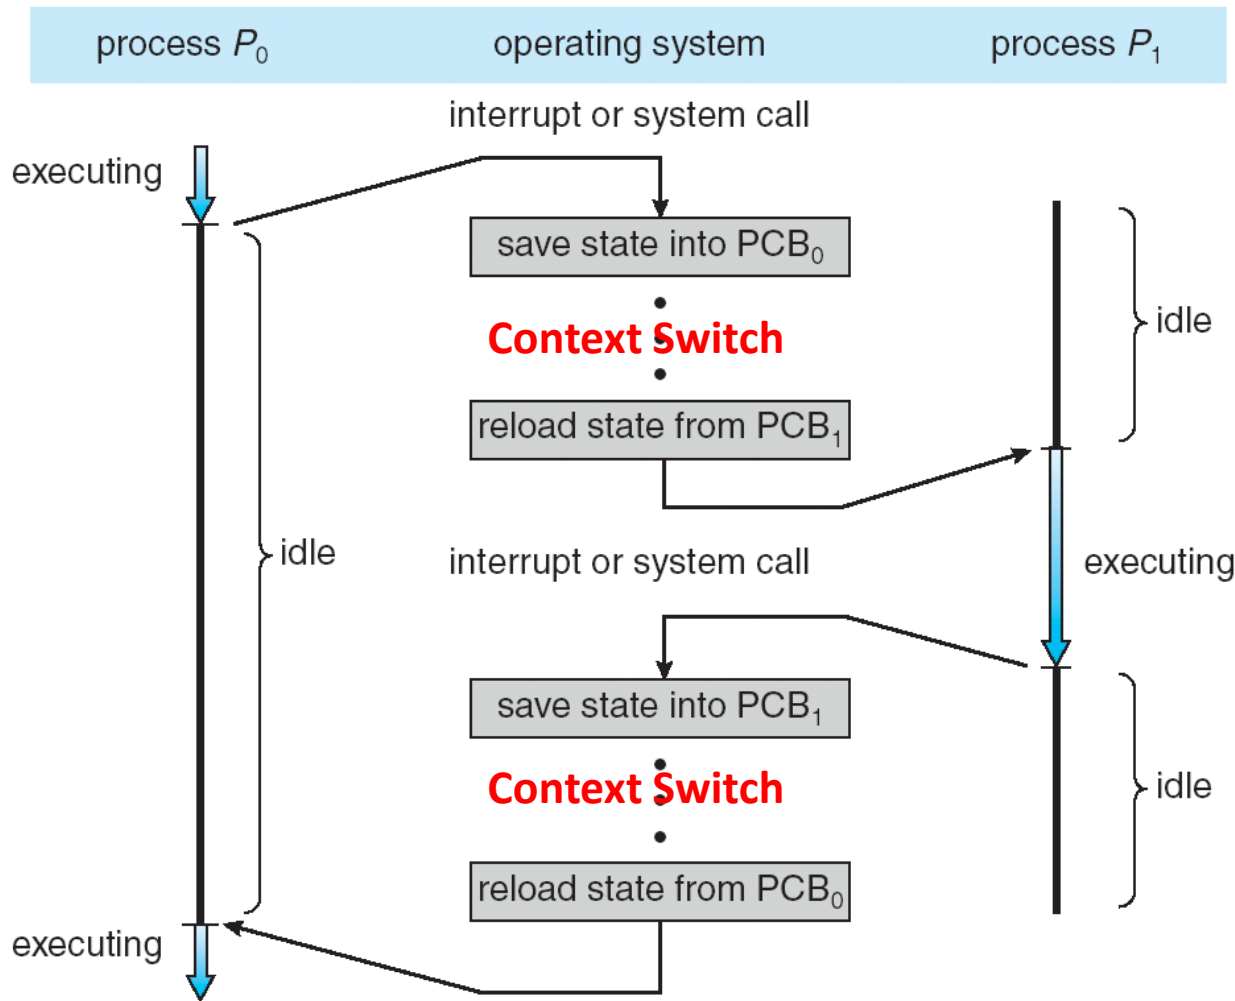 process P₀ operating system process P₁
interrupt or system call
executing
save state into PCB₀
Context Switch
idle
reload state from PCB₁
idle
interrupt or system call
executing
save state into PCB₁
Context Switch
idle
reload state from PCB₀
executing